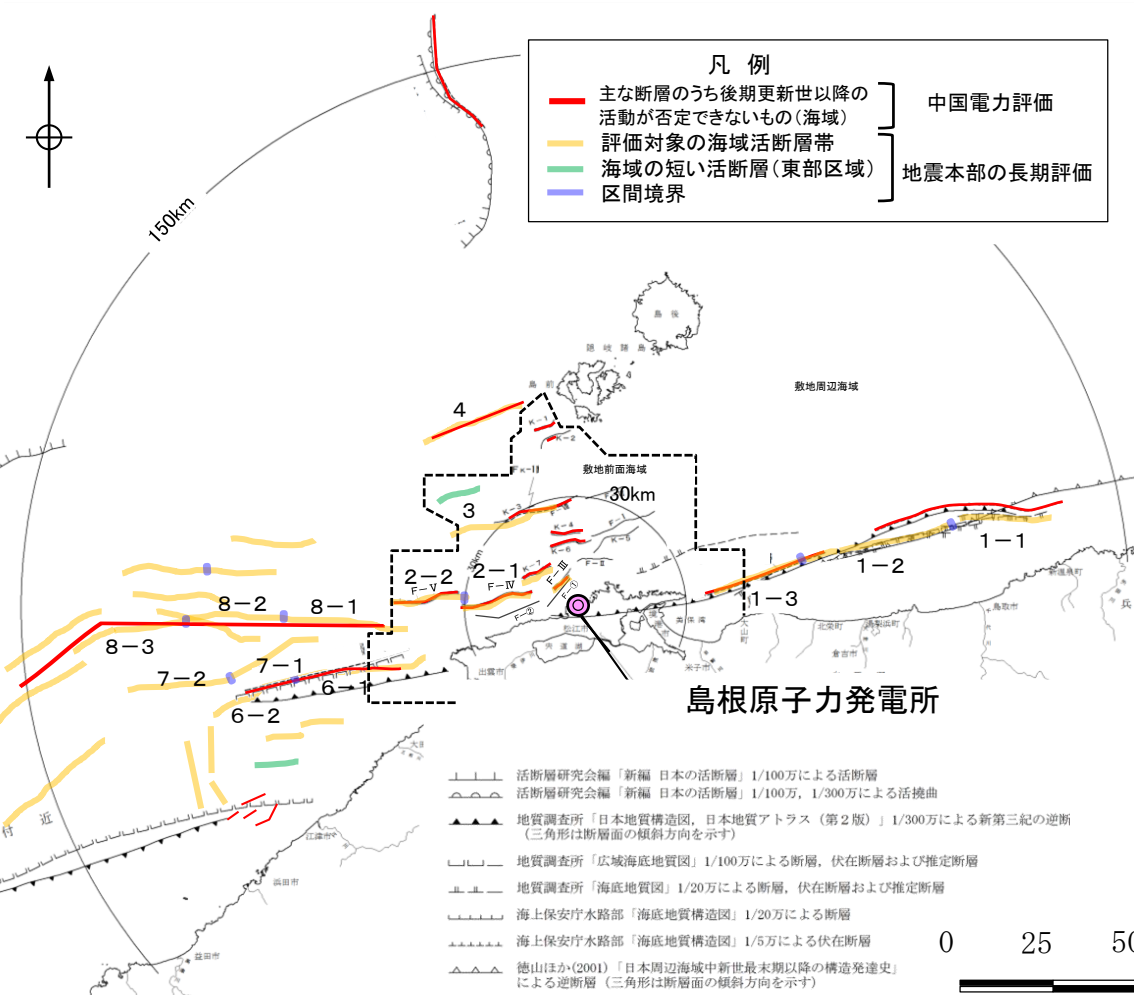 凡 例
主な断層のうち後期更新世以降の
活動が否定できないもの(海域)
中国電力評価
評価対象の海域活断層帯
海域の短い活断層(東部区域)
区間境界
地震本部の長期評価
150km
島後
隠岐諸島
島前
敷地周辺海域
4
K-1
K-2
FK-Ⅱ
敷地前面海域
30km
3
K-3
K-4
F-1
K-5
K-6
F-Ⅱ
K-7
F-Ⅲ
30km
2-2
2-1
F-Ⅴ
F-Ⅳ
F-①
F-②
1-1
1-2
1-3
8-2
8-1
8-3
7-1
7-2
6-1
6-2
松江市
宍道湖
出雲市
境港市
美保湾
米子市
大山町
北栄町
湯梨浜町
倉吉市
鳥取市
新温泉町
兵
島根原子力発電所
大田
付近
江津市
浜田市
益田市
活断層研究会編「新編 日本の活断層」1/100万による活断層
活断層研究会編「新編 日本の活断層」1/100万,1/300万による活撓曲
地質調査所「日本地質構造図,日本地質アトラス(第2版)」1/300万による新第三紀の逆断
(三角形は断層面の傾斜方向を示す)
地質調査所「広域海底地質図」1/100万による断層,伏在断層および推定断層
地質調査所「海底地質図」1/20万による断層,伏在断層および推定断層
海上保安庁水路部「海底地質構造図」1/20万による断層
海上保安庁水路部「海底地質構造図」1/5万による伏在断層
徳山ほか(2001)「日本周辺海域中新世最末期以降の構造発達史」
による逆断層(三角形は断層面の傾斜方向を示す)
0 25 50